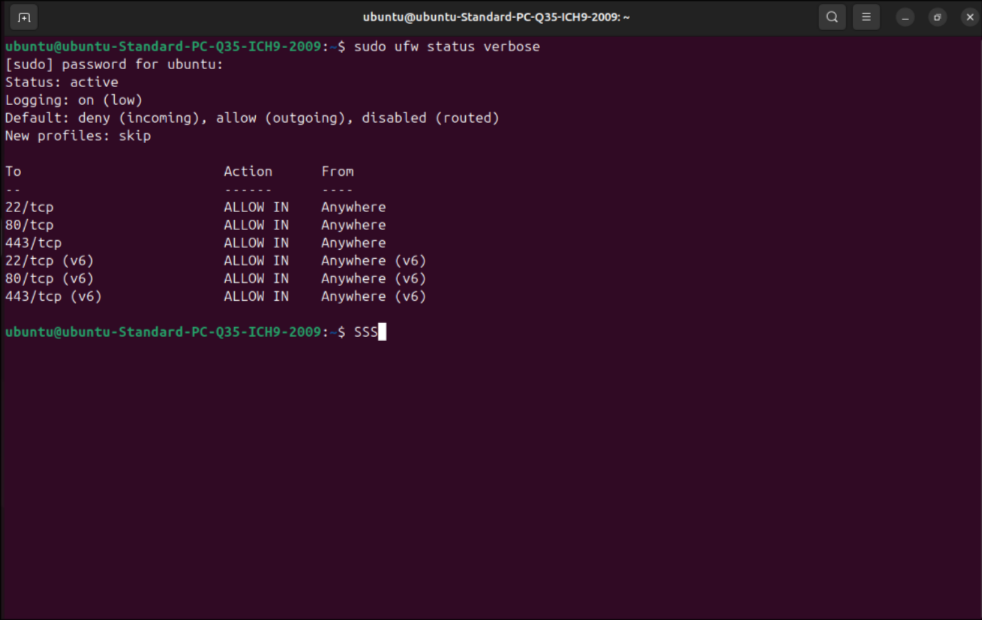 ubuntu@ubuntu-Standard-PC-Q35-ICH9-2009: ~
ubuntu@ubuntu-Standard-PC-Q35-ICH9-2009:~$ sudo ufw status verbose
[sudo] password for ubuntu:
Status: active
Logging: on (low)
Default: deny (incoming), allow (outgoing), disabled (routed)
New profiles: skip
To                         Action      From
--                         ------      ----
22/tcp                     ALLOW IN    Anywhere
80/tcp                     ALLOW IN    Anywhere
443/tcp                    ALLOW IN    Anywhere
22/tcp (v6)                ALLOW IN    Anywhere (v6)
80/tcp (v6)                ALLOW IN    Anywhere (v6)
443/tcp (v6)               ALLOW IN    Anywhere (v6)
ubuntu@ubuntu-Standard-PC-Q35-ICH9-2009:~$ SSS